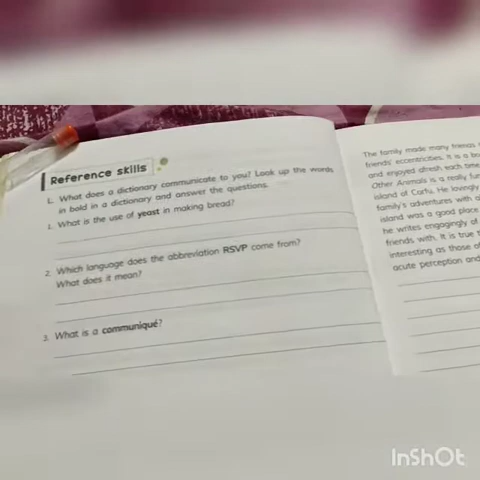 Reference skills
L. What does a dictionary communicate to you? Look up the words
in bold in a dictionary and answer the questions.
1. What is the use of yeast in making bread?
2. Which language does the abbreviation RSVP come from?
What does it mean?
3. What is a communiqué?
The family made many friends
friends' eccentricities. It is a
and enjoyed afresh each time
Other Animals is a really fun
island of Corfu. He lovingly
family's adventures with
island was a good place
he writes engagingly of
friends with. It is true
interesting as those of
acute perception and
InShOt